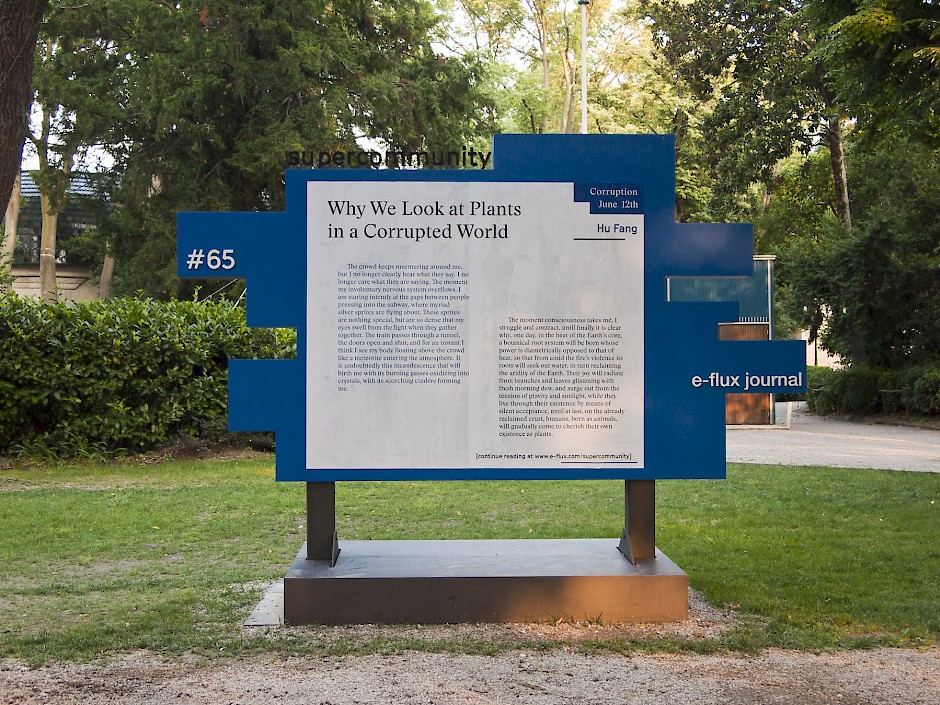 supercommunity
#65
Corruption
June 12th
Why We Look at Plants
in a Corrupted World
Hu Fang
The crowd keeps murmuring around me,
but I no longer clearly hear what they say. I no
longer care what they are saying. The moment
my involuntary nervous system overflows, I
am staring intently at the gaps between people
pressing into the subway, where myriad
silver sprites are flying about. These sprites
are nothing special, but are so dense that my
eyes swell from the light when they gather
together. The train passes through a tunnel,
the doors open and shut, and for an instant I
think I see my body floating above the crowd
like a meteorite entering the atmosphere. It
is undoubtedly this incandescence that will
birth me with its burning passes oxidizing into
crystals, with its scorching cinders forming
me.
The moment consciousness takes me, I
struggle and contract, until finally it is clear
why, one day, in the heat of the Earth's core,
a botanical root system will be born whose
power is diametrically opposed to that of
heat, so that from amid the fire's violence its
roots will seek out water, in turn reclaiming
the aridity of the Earth. Their joy will radiate
from branches and leaves glistening with
fresh morning dew, and surge out from the
tension of gravity and sunlight, while they
live through their existence by means of
silent acceptance, until at last, on the already
reclaimed crust, humans, born as animals,
will gradually come to cherish their own
existence as plants.
[continue reading at www.e-flux.com/supercommunity]
e-flux journal